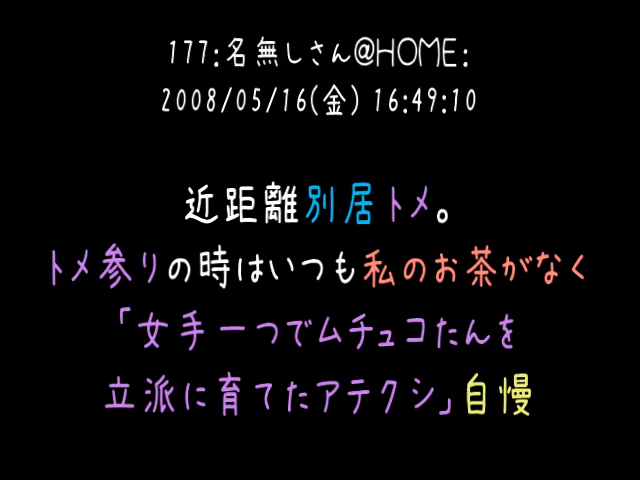 177:名無しさん@HOME:
2008/05/16(金) 16:49:10
近距離別居トメ。
トメ参りの時はいつも私のお茶がなく
「女手一つでムチュコたんを
立派に育てたアテクシ」自慢